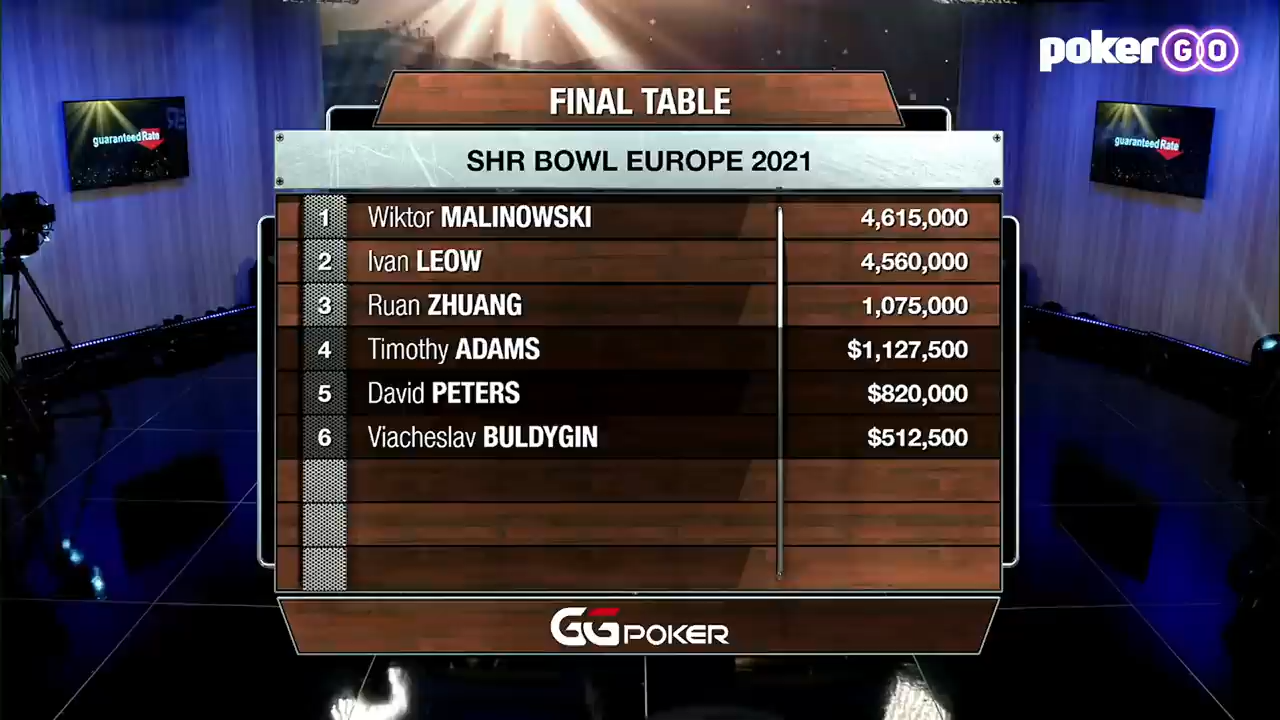 pokerGO
FINAL TABLE
guaranteedRate
guaranteedRate
SHR BOWL EUROPE 2021
1 Wiktor MALINOWSKI 4,615,000
2 Ivan LEOW 4,560,000
3 Ruan ZHUANG 1,075,000
4 Timothy ADAMS $1,127,500
5 David PETERS $820,000
6 Viacheslav BULDYGIN $512,500
GGPOKER